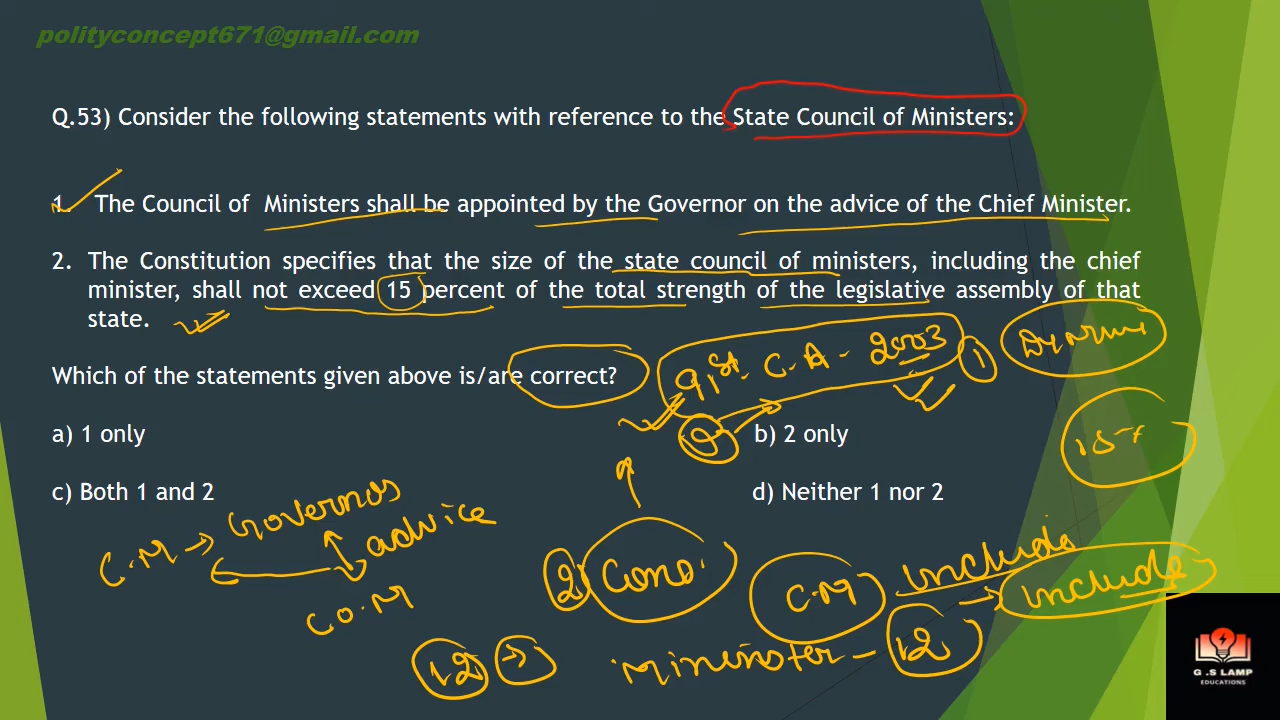 polityconcept671@gmail.com
Q.53) Consider the following statements with reference to the State Council of Ministers:
1. The Council of Ministers shall be appointed by the Governor on the advice of the Chief Minister.
2. The Constitution specifies that the size of the state council of ministers, including the chief
minister, shall not exceed 15 percent of the total strength of the legislative assembly of that
state.
91st C.A - 2003 1
Which of the statements given above is/are correct?
2
a) 1 only
b) 2 only
c) Both 1 and 2
d) Neither 1 nor 2
C.M → Governor
advice
CO.M
2 Cons.
C.M include
include
12 → Mininster - 12
G.S LAMP
EDUCATIONS